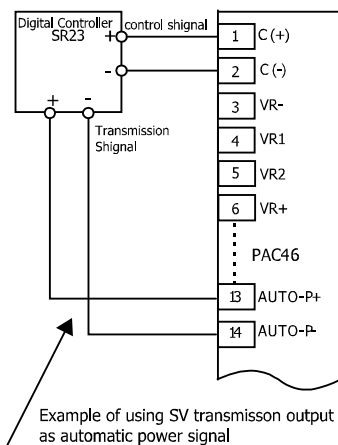 Digital Controller
SR23
+
-
+ -
control shignal
Transmission
Shignal
1 C (+)
2 C (-)
3 VR-
4 VR1
5 VR2
6 VR+
PAC46
13 AUTO-P+
14 AUTO-P-
Example of using SV transmisson output
as automatic power signal